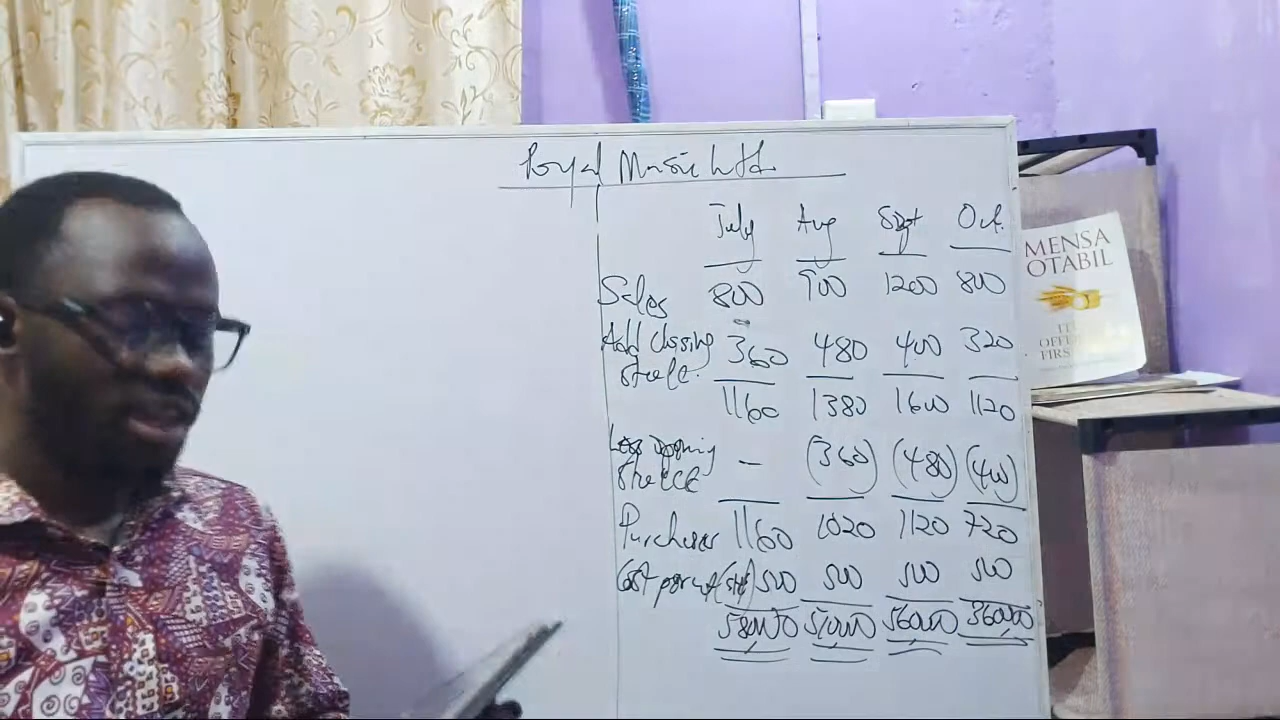 Royal Music Ltd
July Aug Sept Oct.
Sales 800 900 1200 800
Add closing stock 360 480 400 320
1160 1380 1600 1120
Less opening stock — (360) (480) (400)
Purchases 1160 1020 1120 720
Cost per unit 500 500 500 500
580000 510000 560000 360000
MENSA
OTABIL
FIRS